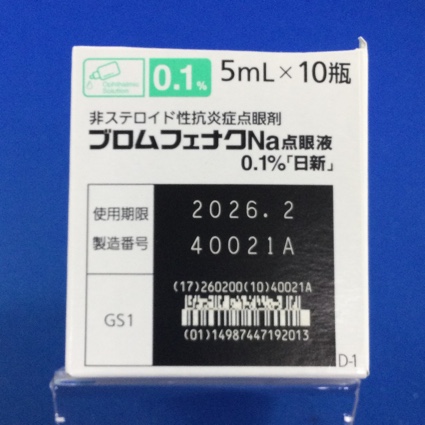 Ophthalmic
Solution
0.1%
5mL×10瓶
非ステロイド性抗炎症点眼剤
ブロムフェナクNa点眼液
0.1%「日新」
使用期限
2026.2
製造番号
40021A
(17)260200(10)40021A
GS1
(01)14987447192013
D-1